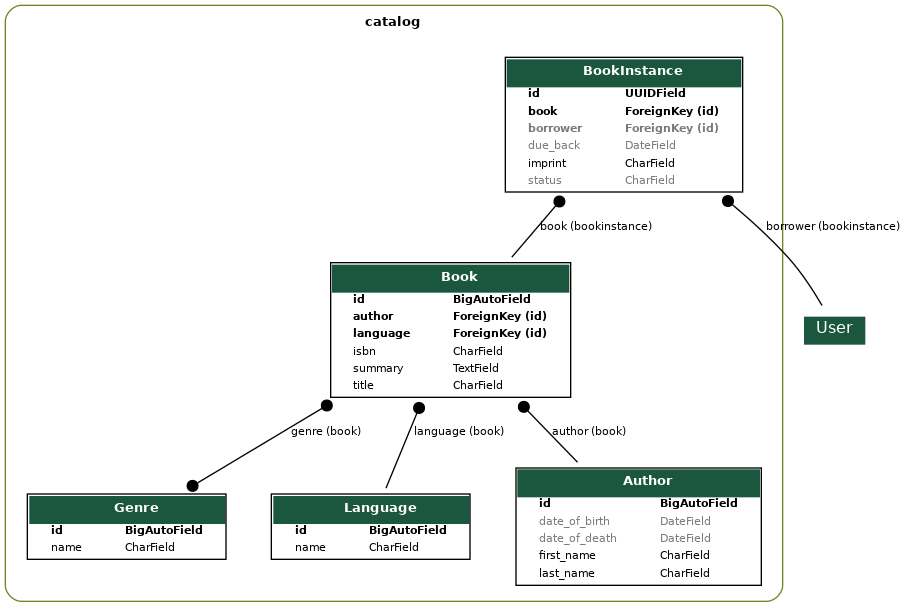 catalog
BookInstance
id UUIDField
book ForeignKey (id)
borrower ForeignKey (id)
due_back DateField
imprint CharField
status CharField
book (bookinstance)
borrower (bookinstance)
Book
id BigAutoField
author ForeignKey (id)
language ForeignKey (id)
isbn CharField
summary TextField
title CharField
User
genre (book)
language (book)
author (book)
Genre
id BigAutoField
name CharField
Language
id BigAutoField
name CharField
Author
id BigAutoField
date_of_birth DateField
date_of_death DateField
first_name CharField
last_name CharField